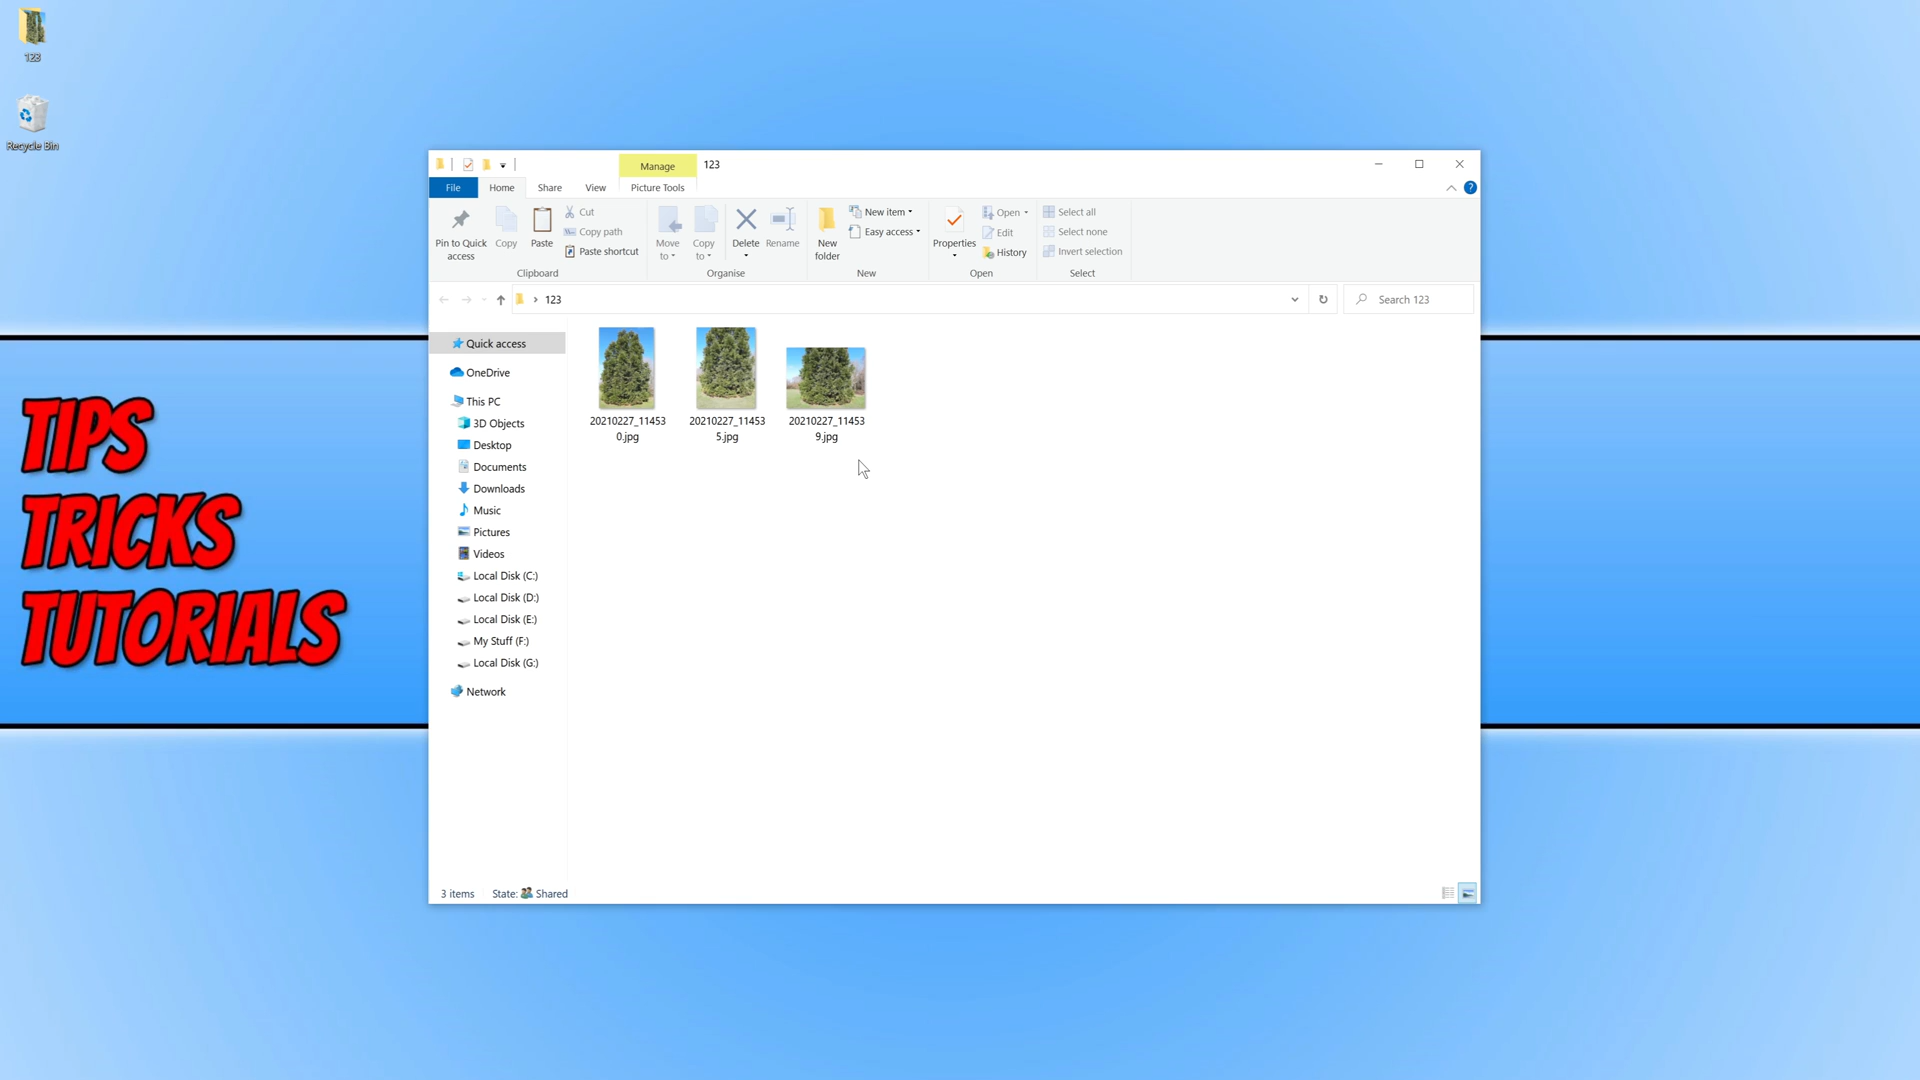 123
Recycle Bin
TIPS
TRICKS
TUTORIALS
Manage
123
File
Home
Share
View
Picture Tools
?
Pin to Quick
access
Copy
Paste
Cut
Copy path
Paste shortcut
Clipboard
Move
to
Copy
to
Delete
Rename
Organise
New
folder
New item
Easy access
New
Properties
Open
Edit
History
Open
Select all
Select none
Invert selection
Select
123
Search 123
Quick access
OneDrive
This PC
3D Objects
Desktop
Documents
Downloads
Music
Pictures
Videos
Local Disk (C:)
Local Disk (D:)
Local Disk (E:)
My Stuff (F:)
Local Disk (G:)
Network
20210227_11453
0.jpg
20210227_11453
5.jpg
20210227_11453
9.jpg
3 items
State: Shared